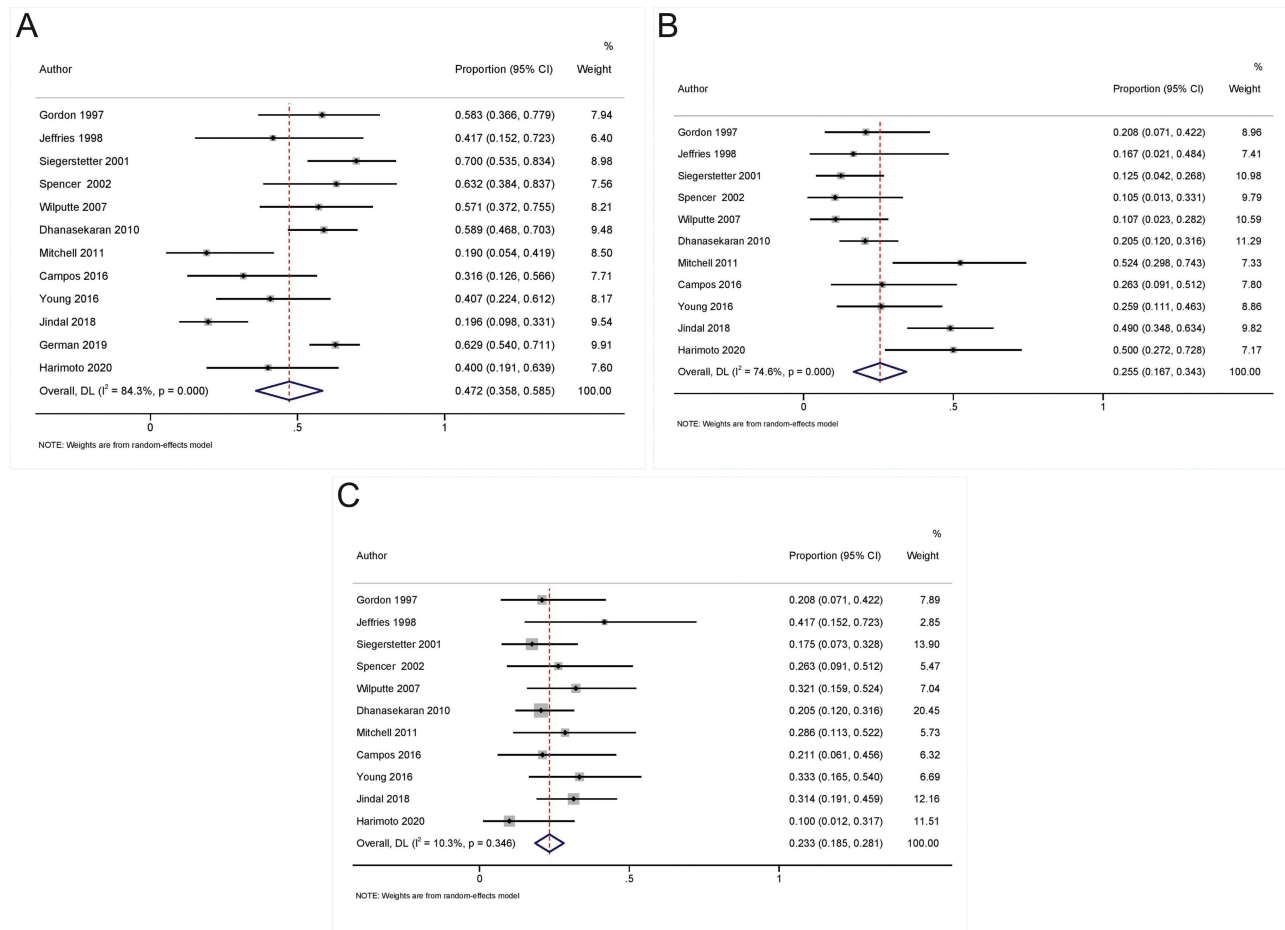 A
%
Author Proportion (95% CI) Weight
Gordon 1997 0.583 (0.366, 0.779) 7.94
Jeffries 1998 0.417 (0.152, 0.723) 6.40
Siegerstetter 2001 0.700 (0.535, 0.834) 8.98
Spencer 2002 0.632 (0.384, 0.837) 7.56
Wilputte 2007 0.571 (0.372, 0.755) 8.21
Dhanasekaran 2010 0.589 (0.468, 0.703) 9.48
Mitchell 2011 0.190 (0.054, 0.419) 8.50
Campos 2016 0.316 (0.126, 0.566) 7.71
Young 2016 0.407 (0.224, 0.612) 8.17
Jindal 2018 0.196 (0.098, 0.331) 9.54
German 2019 0.629 (0.540, 0.711) 9.91
Harimoto 2020 0.400 (0.191, 0.639) 7.60
Overall, DL (I² = 84.3%, p = 0.000) 0.472 (0.358, 0.585) 100.00
0 .5 1
NOTE: Weights are from random-effects model
B
%
Author Proportion (95% CI) Weight
Gordon 1997 0.208 (0.071, 0.422) 8.96
Jeffries 1998 0.167 (0.021, 0.484) 7.41
Siegerstetter 2001 0.125 (0.042, 0.268) 10.98
Spencer 2002 0.105 (0.013, 0.331) 9.79
Wilputte 2007 0.107 (0.023, 0.282) 10.59
Dhanasekaran 2010 0.205 (0.120, 0.316) 11.29
Mitchell 2011 0.524 (0.298, 0.743) 7.33
Campos 2016 0.263 (0.091, 0.512) 7.80
Young 2016 0.259 (0.111, 0.463) 8.86
Jindal 2018 0.490 (0.348, 0.634) 9.82
Harimoto 2020 0.500 (0.272, 0.728) 7.17
Overall, DL (I² = 74.6%, p = 0.000) 0.255 (0.167, 0.343) 100.00
0 .5 1
NOTE: Weights are from random-effects model
C
%
Author Proportion (95% CI) Weight
Gordon 1997 0.208 (0.071, 0.422) 7.89
Jeffries 1998 0.417 (0.152, 0.723) 2.85
Siegerstetter 2001 0.175 (0.073, 0.328) 13.90
Spencer 2002 0.263 (0.091, 0.512) 5.47
Wilputte 2007 0.321 (0.159, 0.524) 7.04
Dhanasekaran 2010 0.205 (0.120, 0.316) 20.45
Mitchell 2011 0.286 (0.113, 0.522) 5.73
Campos 2016 0.211 (0.061, 0.456) 6.32
Young 2016 0.333 (0.165, 0.540) 6.69
Jindal 2018 0.314 (0.191, 0.459) 12.16
Harimoto 2020 0.100 (0.012, 0.317) 11.51
Overall, DL (I² = 10.3%, p = 0.346) 0.233 (0.185, 0.281) 100.00
0 .5 1
NOTE: Weights are from random-effects model